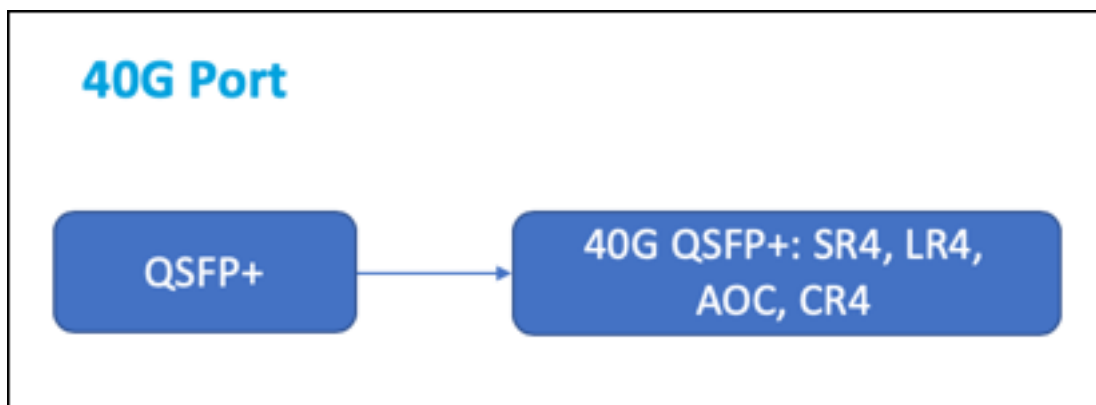 40G Port
QSFP+
40G QSFP+: SR4, LR4,
AOC, CR4